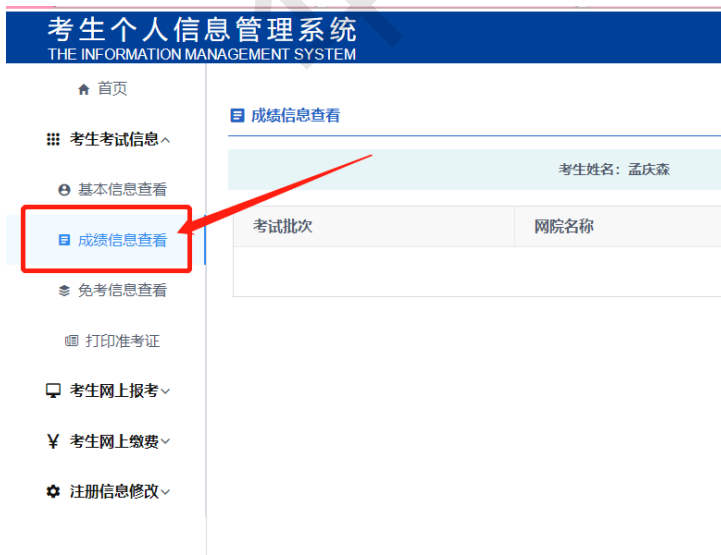 考生个人信息管理系统
THE INFORMATION MANAGEMENT SYSTEM
首页
考生考试信息
基本信息查看
成绩信息查看
免考信息查看
打印准考证
考生网上报考
¥ 考生网上缴费
注册信息修改
成绩信息查看
考生姓名：孟庆森
考试批次
网院名称